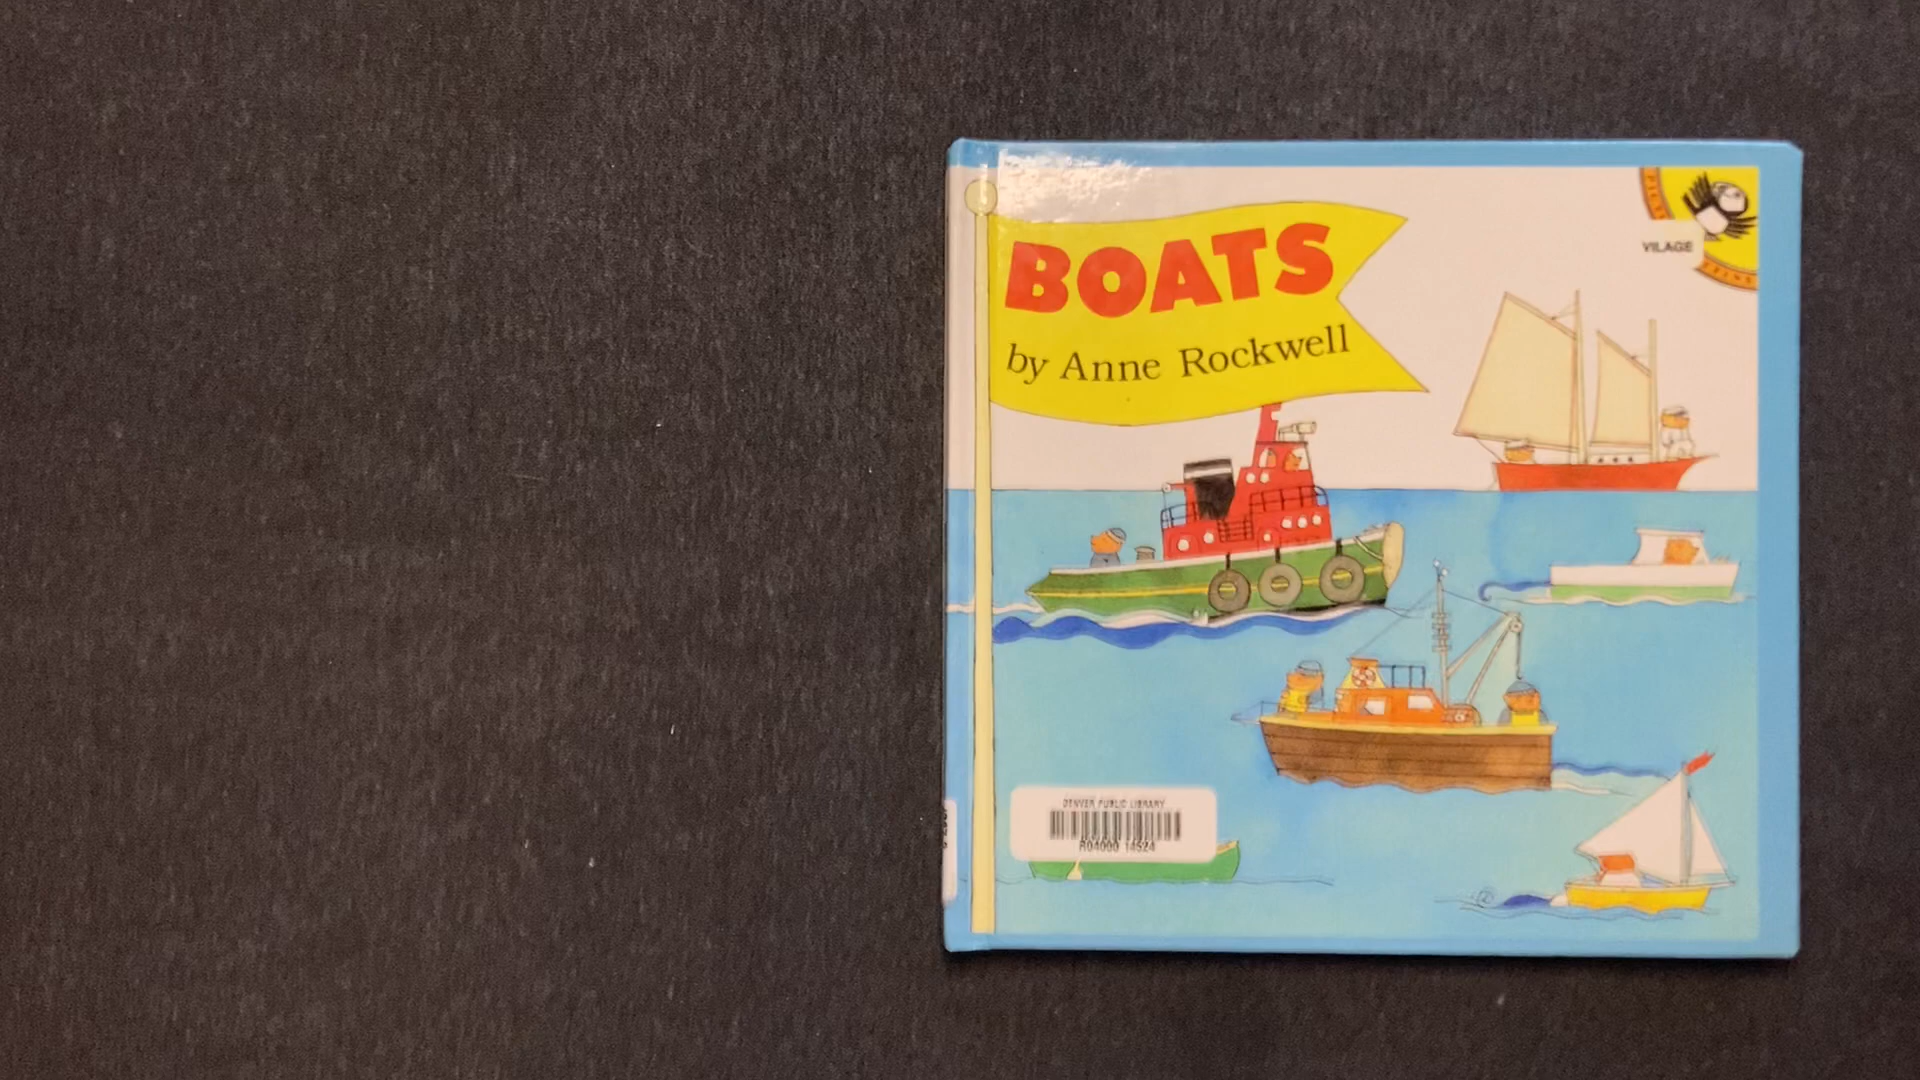 BOATS
by Anne Rockwell
VILAGE
DENVER PUBLIC LIBRARY
R04000 14524